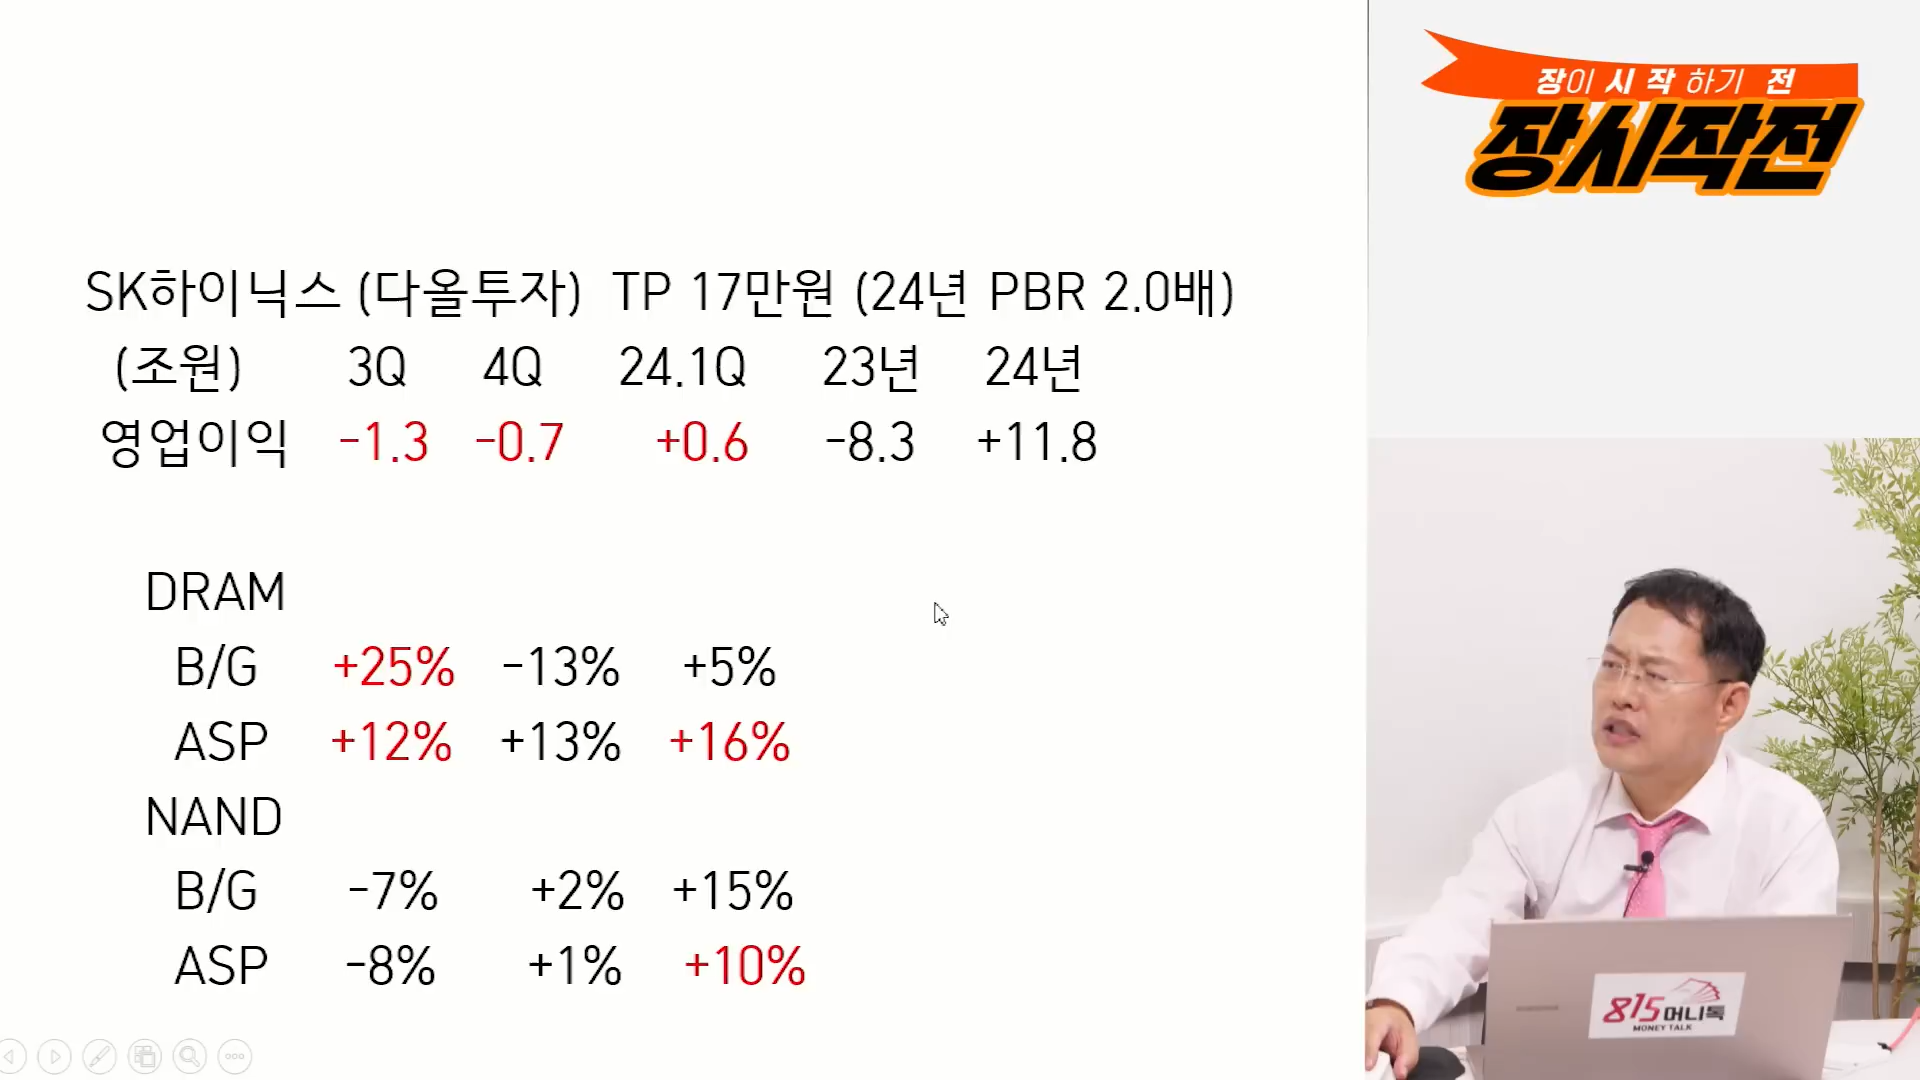 SK하이닉스 (다올투자) TP 17만원 (24년 PBR 2.0배)
(조원) 3Q 4Q 24.1Q 23년 24년
영업이익 -1.3 -0.7 +0.6 -8.3 +11.8
DRAM
B/G +25% -13% +5%
ASP +12% +13% +16%
NAND
B/G -7% +2% +15%
ASP -8% +1% +10%
장이 시작하기 전
장시작전
815머니톡
MONEY TALK